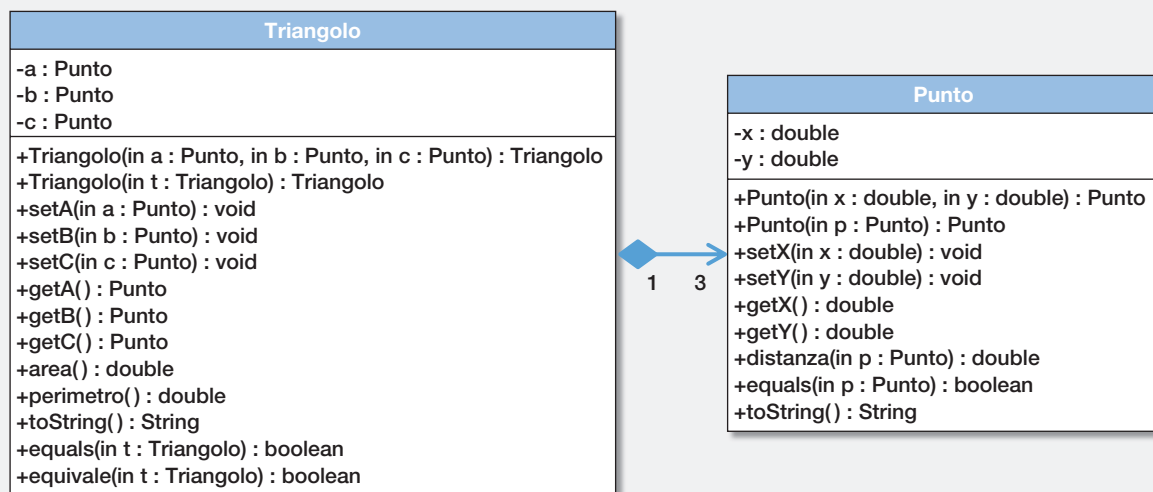 Triangolo
-a : Punto
-b : Punto
-c : Punto
+Triangolo(in a : Punto, in b : Punto, in c : Punto) : Triangolo
+Triangolo(in t : Triangolo) : Triangolo
+setA(in a : Punto) : void
+setB(in b : Punto) : void
+setC(in c : Punto) : void
+getA( ) : Punto
+getB( ) : Punto
+getC( ) : Punto
+area( ) : double
+perimetro( ) : double
+toString( ) : String
+equals(in t : Triangolo) : boolean
+equivale(in t : Triangolo) : boolean
1 3
Punto
-x : double
-y : double
+Punto(in x : double, in y : double) : Punto
+Punto(in p : Punto) : Punto
+setX(in x : double) : void
+setY(in y : double) : void
+getX( ) : double
+getY( ) : double
+distanza(in p : Punto) : double
+equals(in p : Punto) : boolean
+toString( ) : String